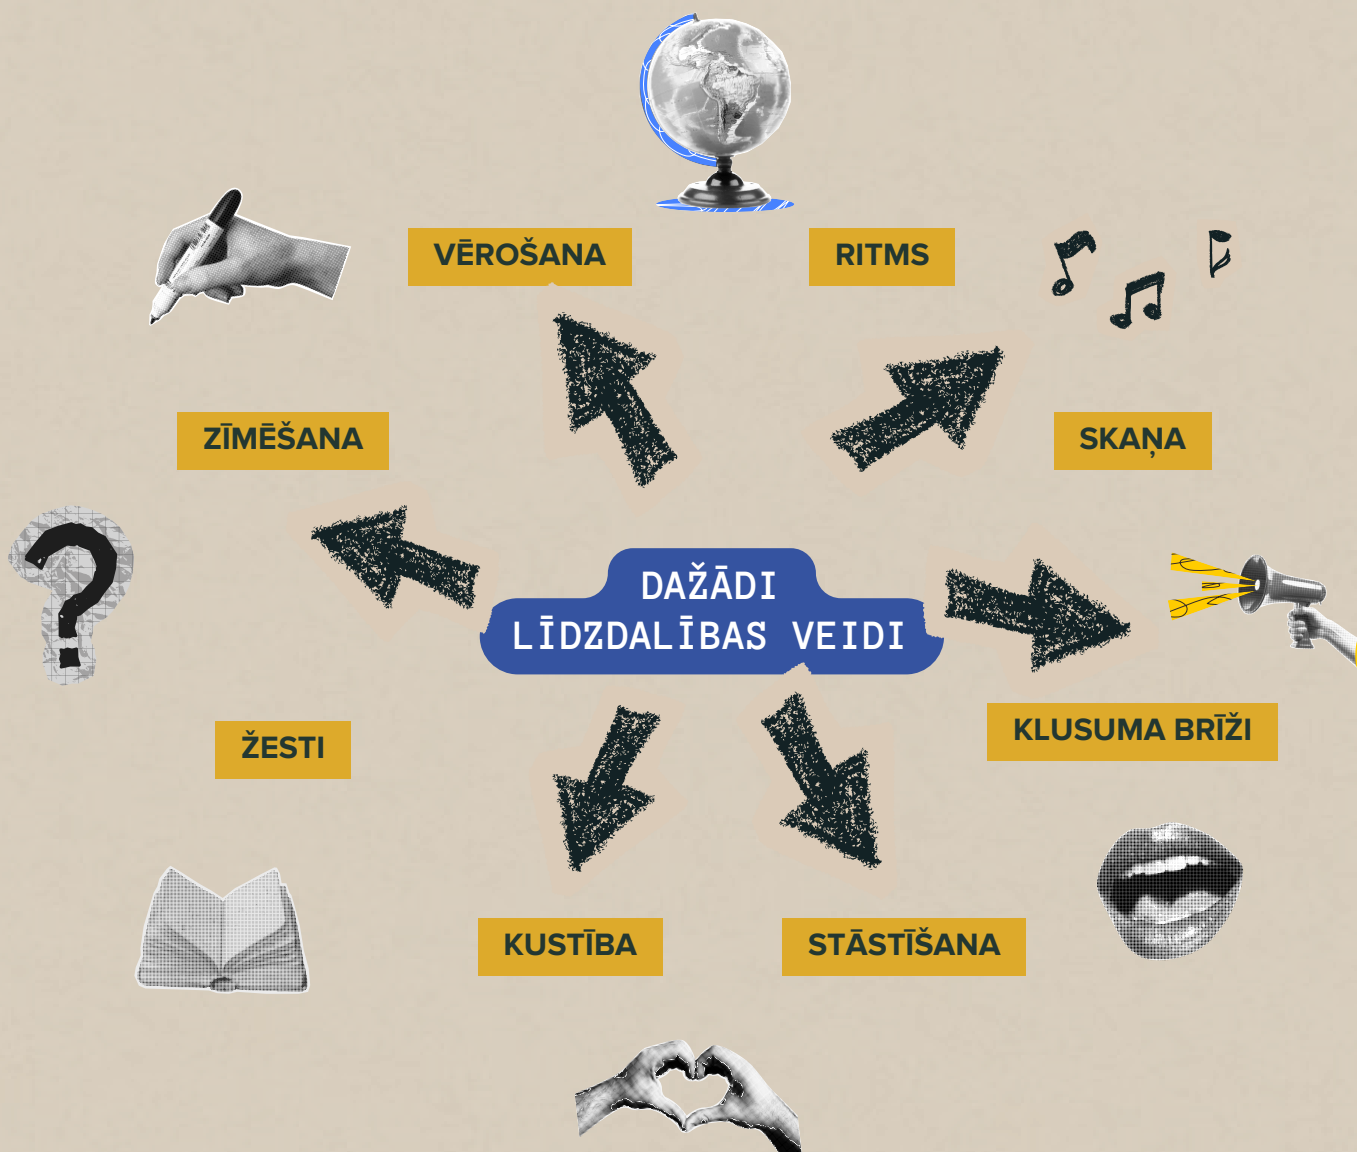 VĒROŠANA
RITMS
ZĪMĒŠANA
SKAŅA
DAŽĀDI
LĪDZDALĪBAS VEIDI
ŽESTI
KLUSUMA BRĪŽI
KUSTĪBA
STĀSTĪŠANA